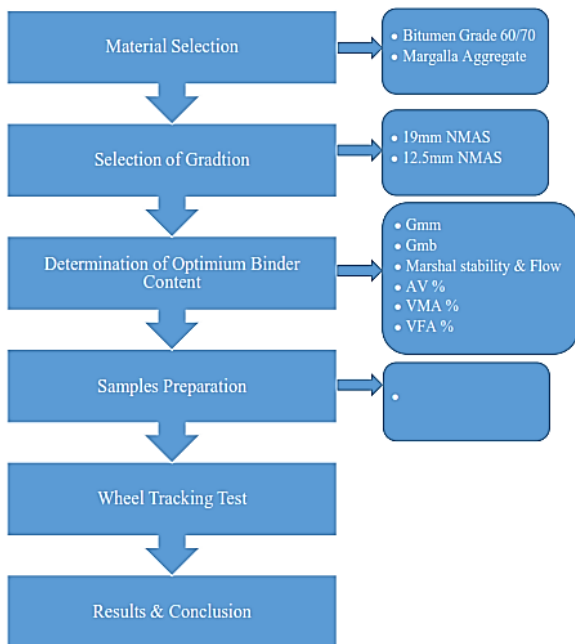 Material Selection
• Bitumen Grade 60/70
• Margalla Aggregate
Selection of Gradtion
• 19mm NMAS
• 12.5mm NMAS
Determination of Optimium Binder
Content
• Gmm
• Gmb
• Marshal stability & Flow
• AV %
• VMA %
• VFA %
Samples Preparation
•
Wheel Tracking Test
Results & Conclusion